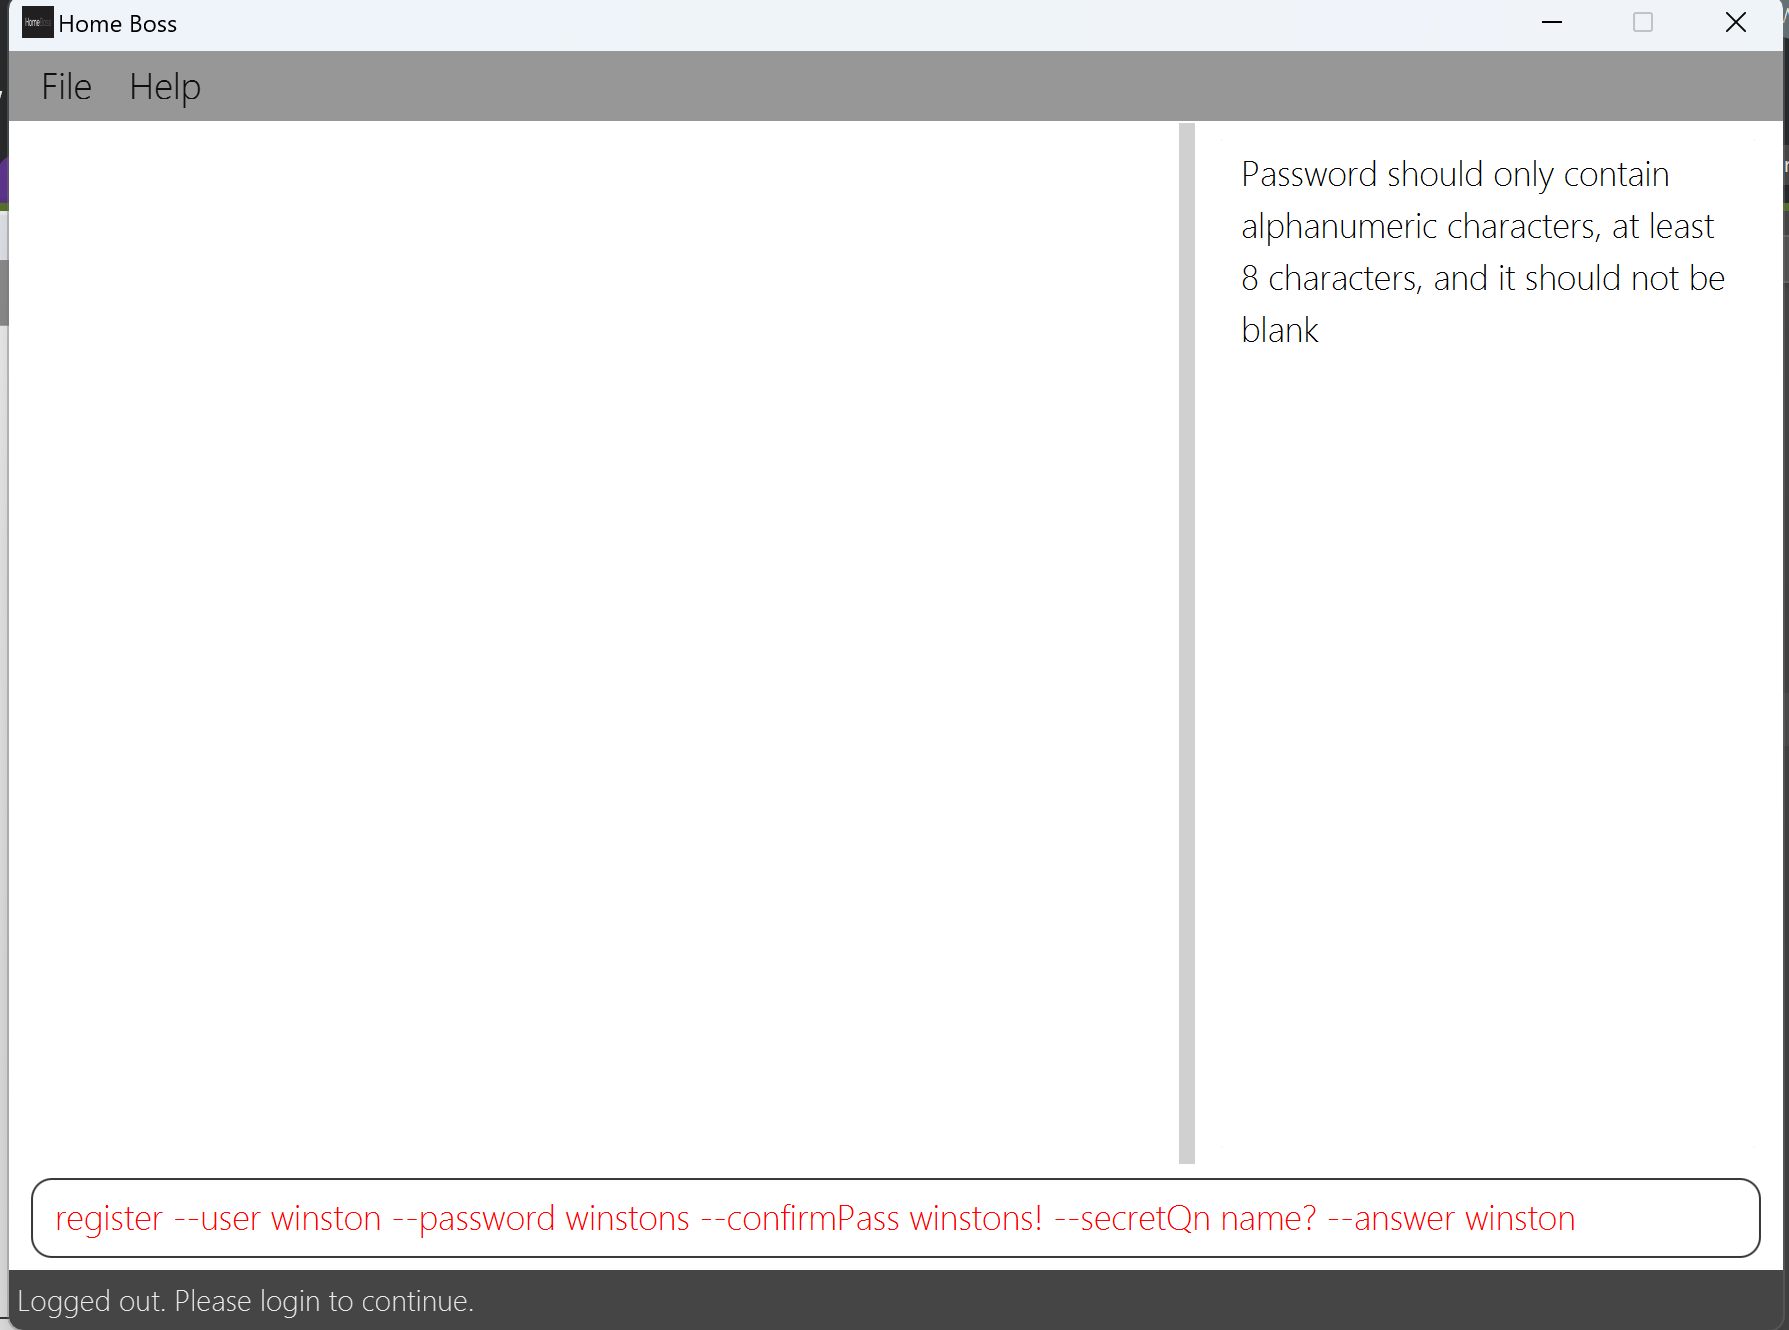 Home Boss
File Help
Password should only contain
alphanumeric characters, at least
8 characters, and it should not be
blank
register --user winston --password winstons --confirmPass winstons! --secretQn name? --answer winston
Logged out. Please login to continue.